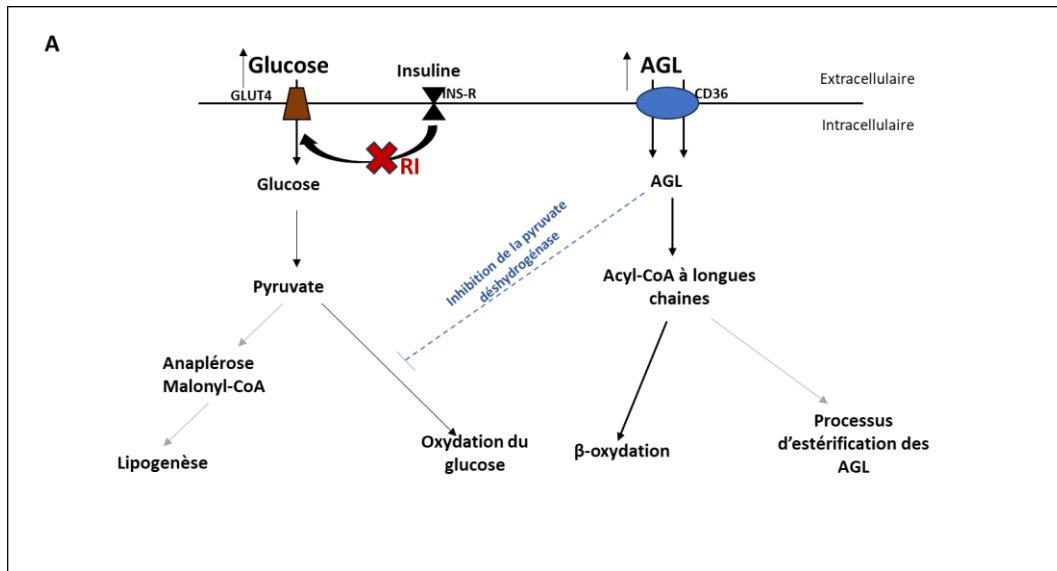 A
Glucose
Insuline
AGL
Extracellulaire
GLUT4
INS-R
CD36
Intracellulaire
RI
Glucose
AGL
Inhibition de la pyruvate
déshydrogénase
Pyruvate
Acyl-CoA à longues
chaines
Anaplérose
Malonyl-CoA
Lipogenèse
Oxydation du
glucose
β-oxydation
Processus
d'estérification des
AGL